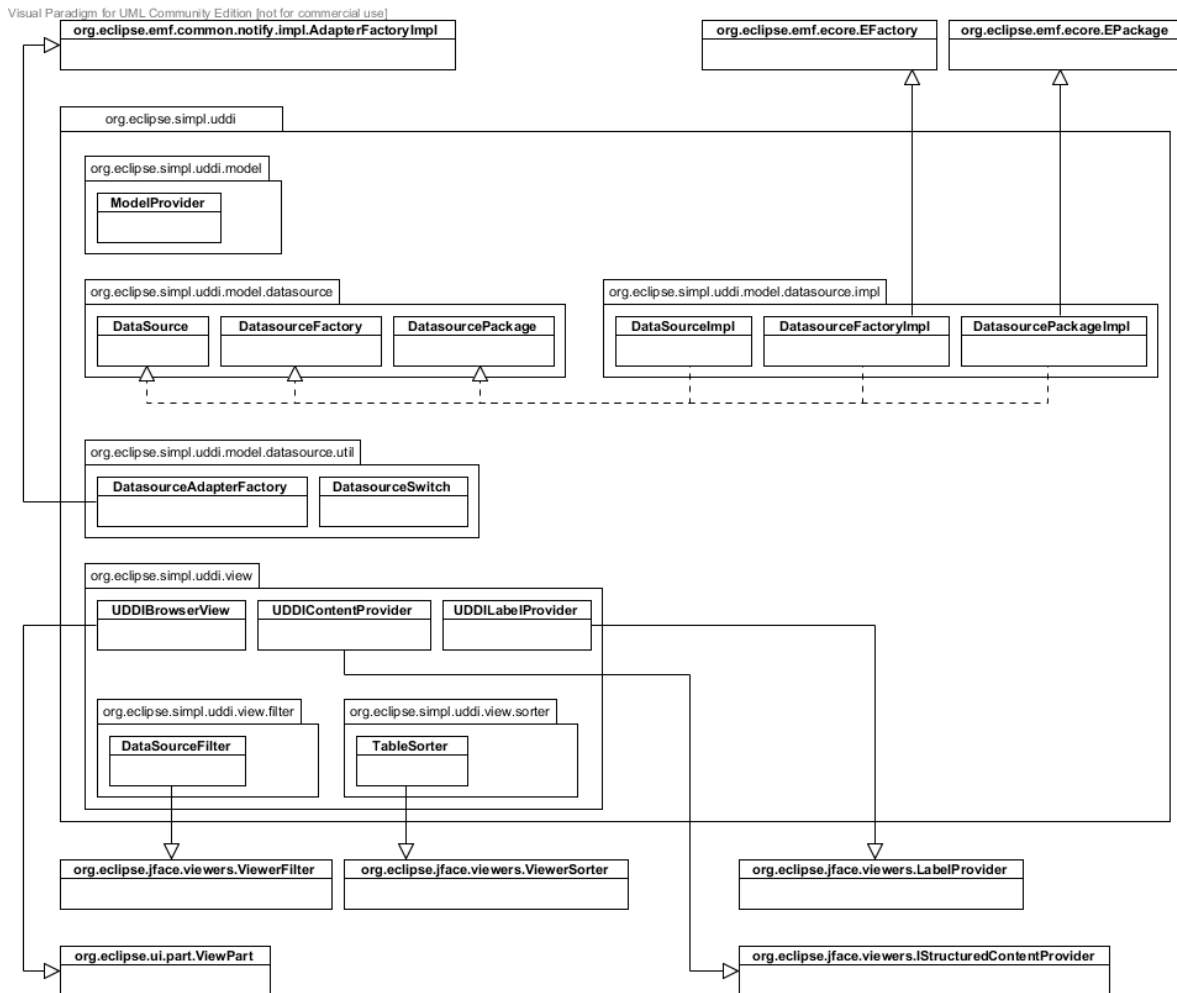 Visual Paradigm for UML Community Edition [not for commercial use]
org.eclipse.emf.common.notify.impl.AdapterFactoryImpl
org.eclipse.emf.ecore.EFactory
org.eclipse.emf.ecore.EPackage
org.eclipse.simpl.uddi
org.eclipse.simpl.uddi.model
ModelProvider
org.eclipse.simpl.uddi.model.datasource
org.eclipse.simpl.uddi.model.datasource.impl
DataSource
DatasourceFactory
DatasourcePackage
DataSourceImpl
DatasourceFactoryImpl
DatasourcePackageImpl
org.eclipse.simpl.uddi.model.datasource.util
DatasourceAdapterFactory
DatasourceSwitch
org.eclipse.simpl.uddi.view
UDDIBrowserView
UDDIContentProvider
UDDILabelProvider
org.eclipse.simpl.uddi.view.filter
org.eclipse.simpl.uddi.view.sorter
DataSourceFilter
TableSorter
org.eclipse.jface.viewers.ViewerFilter
org.eclipse.jface.viewers.ViewerSorter
org.eclipse.jface.viewers.LabelProvider
org.eclipse.ui.part.ViewPart
org.eclipse.jface.viewers.IStructuredContentProvider